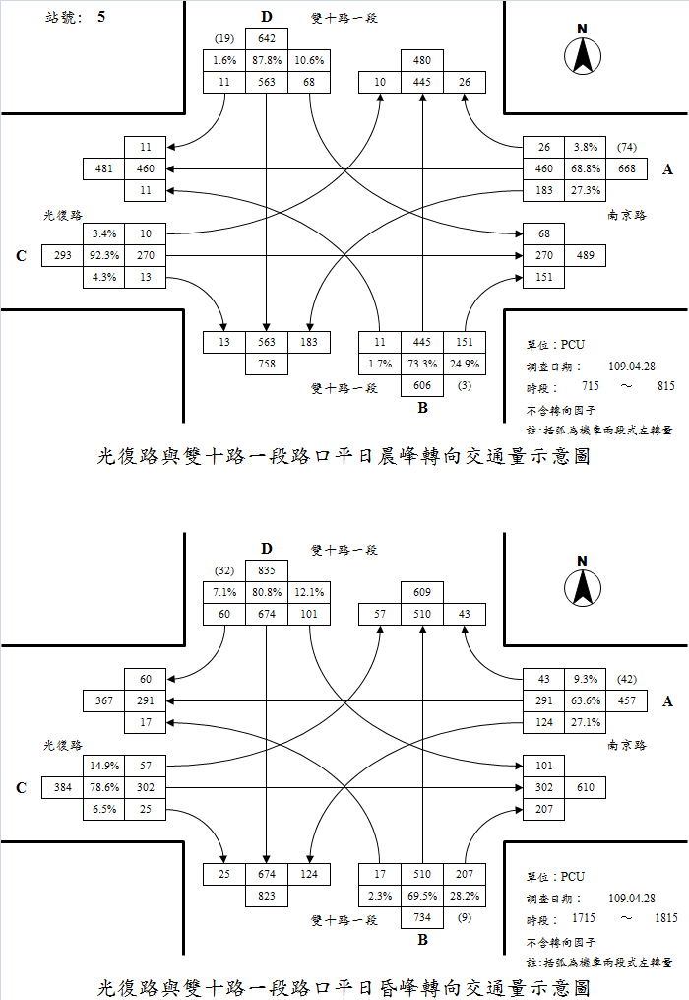 站號: 5
D 雙十路一段
N
(19) 642
1.6% 87.8% 10.6%
11 563 68
480
10 445 26
11
481 460
11
26 3.8% (74)
460 68.8% 668 A
183 27.3%
光復路
南京路
3.4% 10
C 293 92.3% 270
4.3% 13
68
270 489
151
13 563 183
758
11 445 151
1.7% 73.3% 24.9%
606 (3)
雙十路一段
B
單位:PCU
調查日期: 109.04.28
時段: 715 ~ 815
不含轉向因子
註:括弧為機車兩段式左轉量
光復路與雙十路一段路口平日晨峰轉向交通量示意圖
D 雙十路一段
N
(32) 835
7.1% 80.8% 12.1%
60 674 101
609
57 510 43
60
367 291
17
43 9.3% (42)
291 63.6% 457 A
124 27.1%
光復路
南京路
14.9% 57
C 384 78.6% 302
6.5% 25
101
302 610
207
25 674 124
823
17 510 207
2.3% 69.5% 28.2%
734 (9)
雙十路一段
B
單位:PCU
調查日期: 109.04.28
時段: 1715 ~ 1815
不含轉向因子
註:括弧為機車兩段式左轉量
光復路與雙十路一段路口平日昏峰轉向交通量示意圖